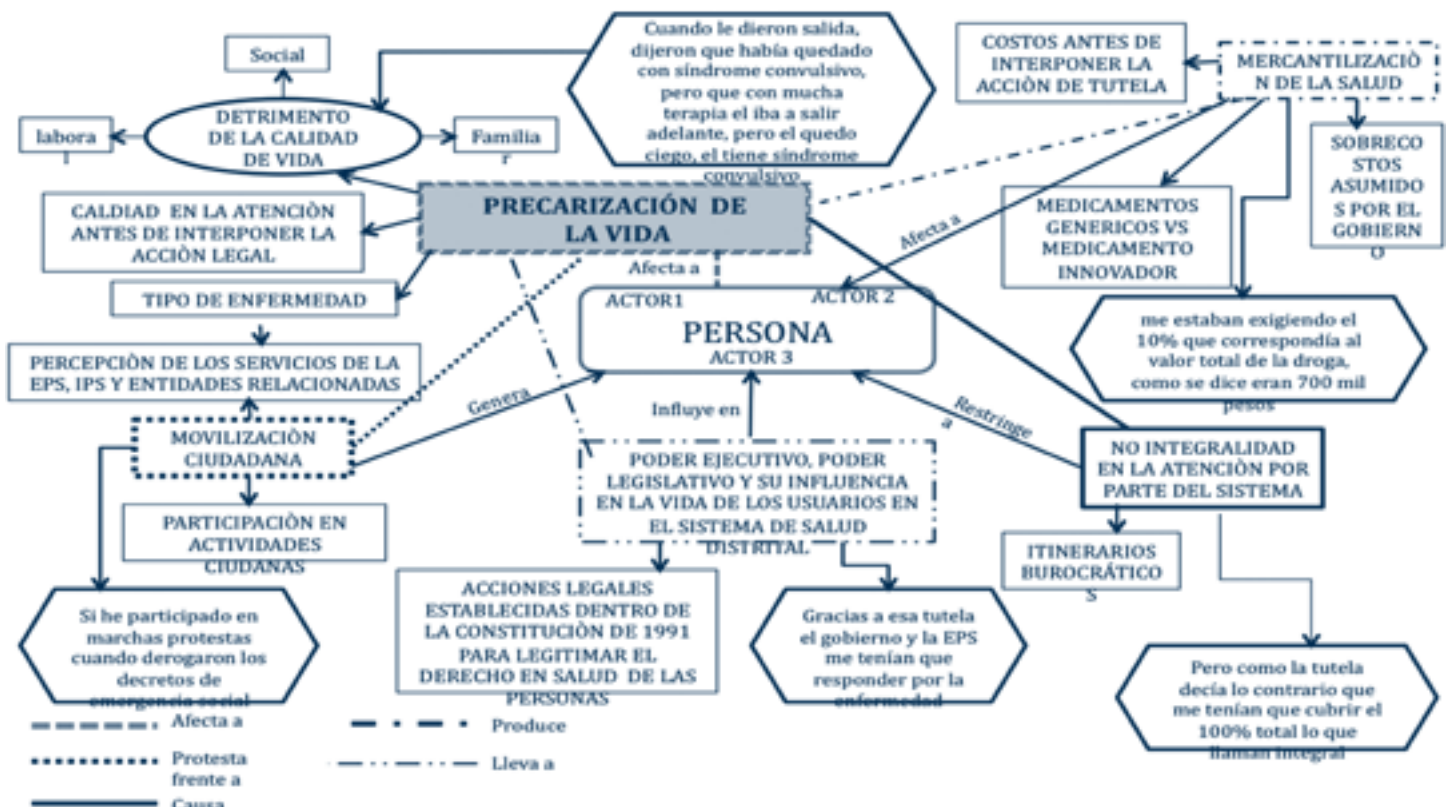 Social
labora
l
DETRIMENTO
DE LA CALIDAD
DE VIDA
Familia
r
Cuando le dieron salida,
dijeron que había quedado
con síndrome convulsivo,
pero que con mucha
terapia el iba a salir
adelante, pero el quedo
ciego, el tiene síndrome
convulsivo
COSTOS ANTES DE
INTERPONER LA
ACCIÒN DE TUTELA
MERCANTILIZACIÒ
N DE LA SALUD
SOBRECO
STOS
ASUMIDO
S POR EL
GOBIERN
O
CALDIAD EN LA ATENCIÒN
ANTES DE INTERPONER LA
ACCIÒN LEGAL
PRECARIZACIÓN DE
LA VIDA
Afecta a
MEDICAMENTOS
GENERICOS VS
MEDICAMENTO
INNOVADOR
TIPO DE ENFERMEDAD
Afecta a
ACTOR1
ACTOR 2
PERSONA
ACTOR 3
me estaban exigiendo el
10% que correspondía al
valor total de la droga,
como se dice eran 700 mil
pesos
PERCEPCIÒN DE LOS SERVICIOS DE LA
EPS, IPS Y ENTIDADES RELACIONADAS
Genera
Influye en
Restringe
a
MOVILIZACIÒN
CIUDADANA
PODER EJECUTIVO, PODER
LEGISLATIVO Y SU INFLUENCIA
EN LA VIDA DE LOS USUARIOS EN
EL SISTEMA DE SALUD
DISTRITAL
NO INTEGRALIDAD
EN LA ATENCIÒN POR
PARTE DEL SISTEMA
PARTICIPACIÒN EN
ACTIVIDADES
CIUDANAS
ITINERARIOS
BUROCRÁTICO
S
ACCIONES LEGALES
ESTABLECIDAS DENTRO DE
LA CONSTITUCIÒN DE 1991
PARA LEGITIMAR EL
DERECHO EN SALUD DE LAS
PERSONAS
Si he participado en
marchas protestas
cuando derogaron los
decretos de
emergencia social
Gracias a esa tutela
el gobierno y la EPS
me tenían que
responder por la
enfermedad
Pero como la tutela
decía lo contrario que
me tenían que cubrir el
100% total lo que
llaman integral
Afecta a
Produce
Protesta
frente a
Lleva a
Causa